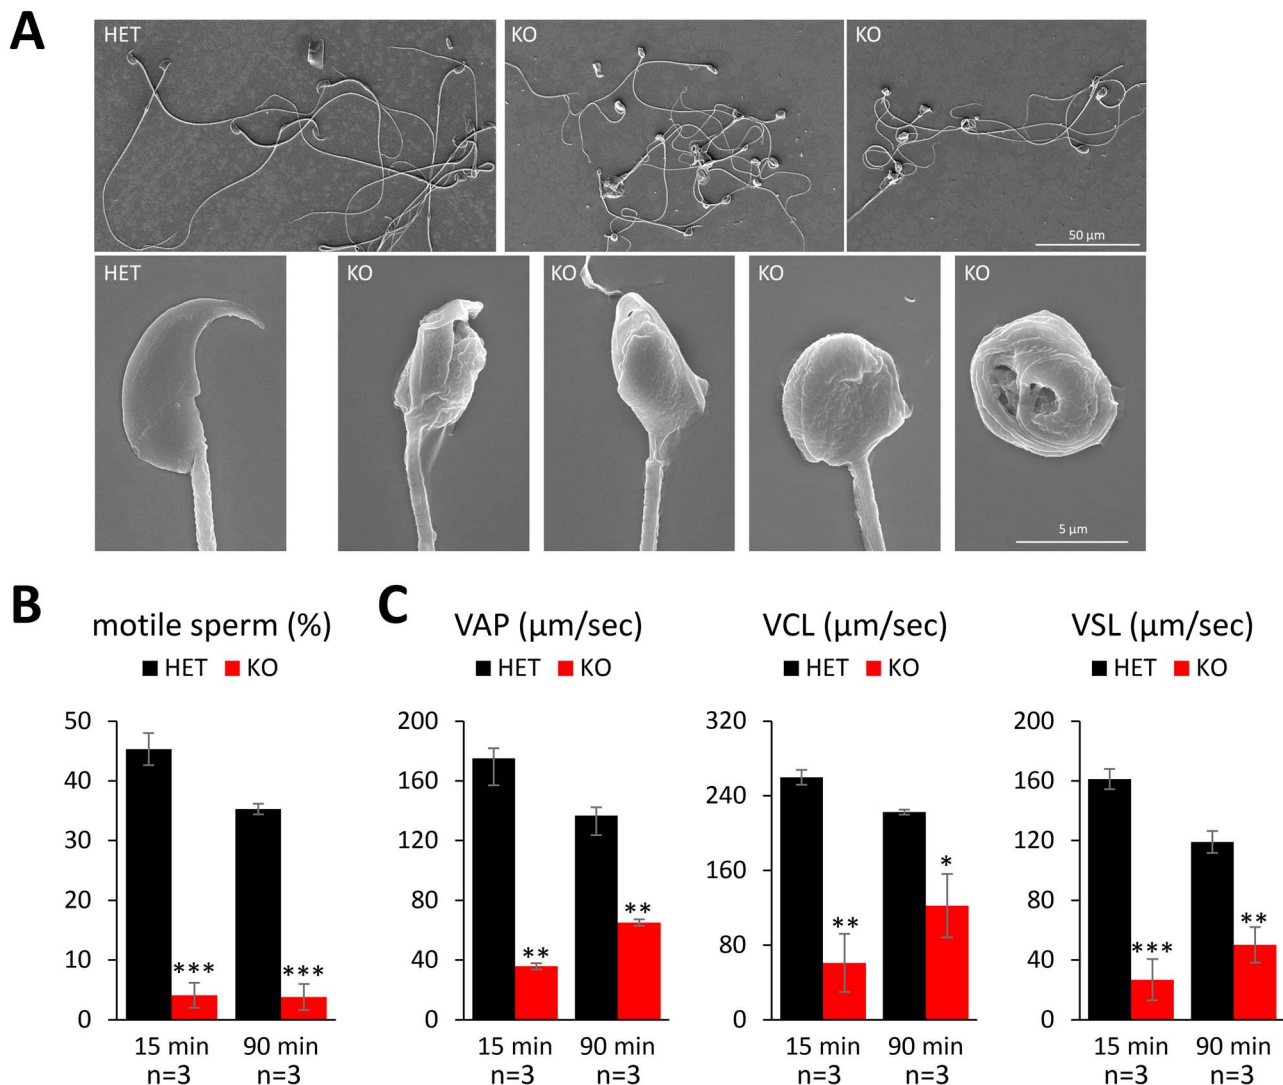 A
HET
KO
KO
50 µm
HET
KO
KO
KO
KO
5 µm
B
motile sperm (%)
HET KO
50
40
30
20
10
0
***
***
15 min
n=3
90 min
n=3
C
VAP (µm/sec)
HET KO
200
160
120
80
40
0
**
**
15 min
n=3
90 min
n=3
VCL (µm/sec)
HET KO
320
240
160
80
0
**
*
15 min
n=3
90 min
n=3
VSL (µm/sec)
HET KO
200
160
120
80
40
0
***
**
15 min
n=3
90 min
n=3